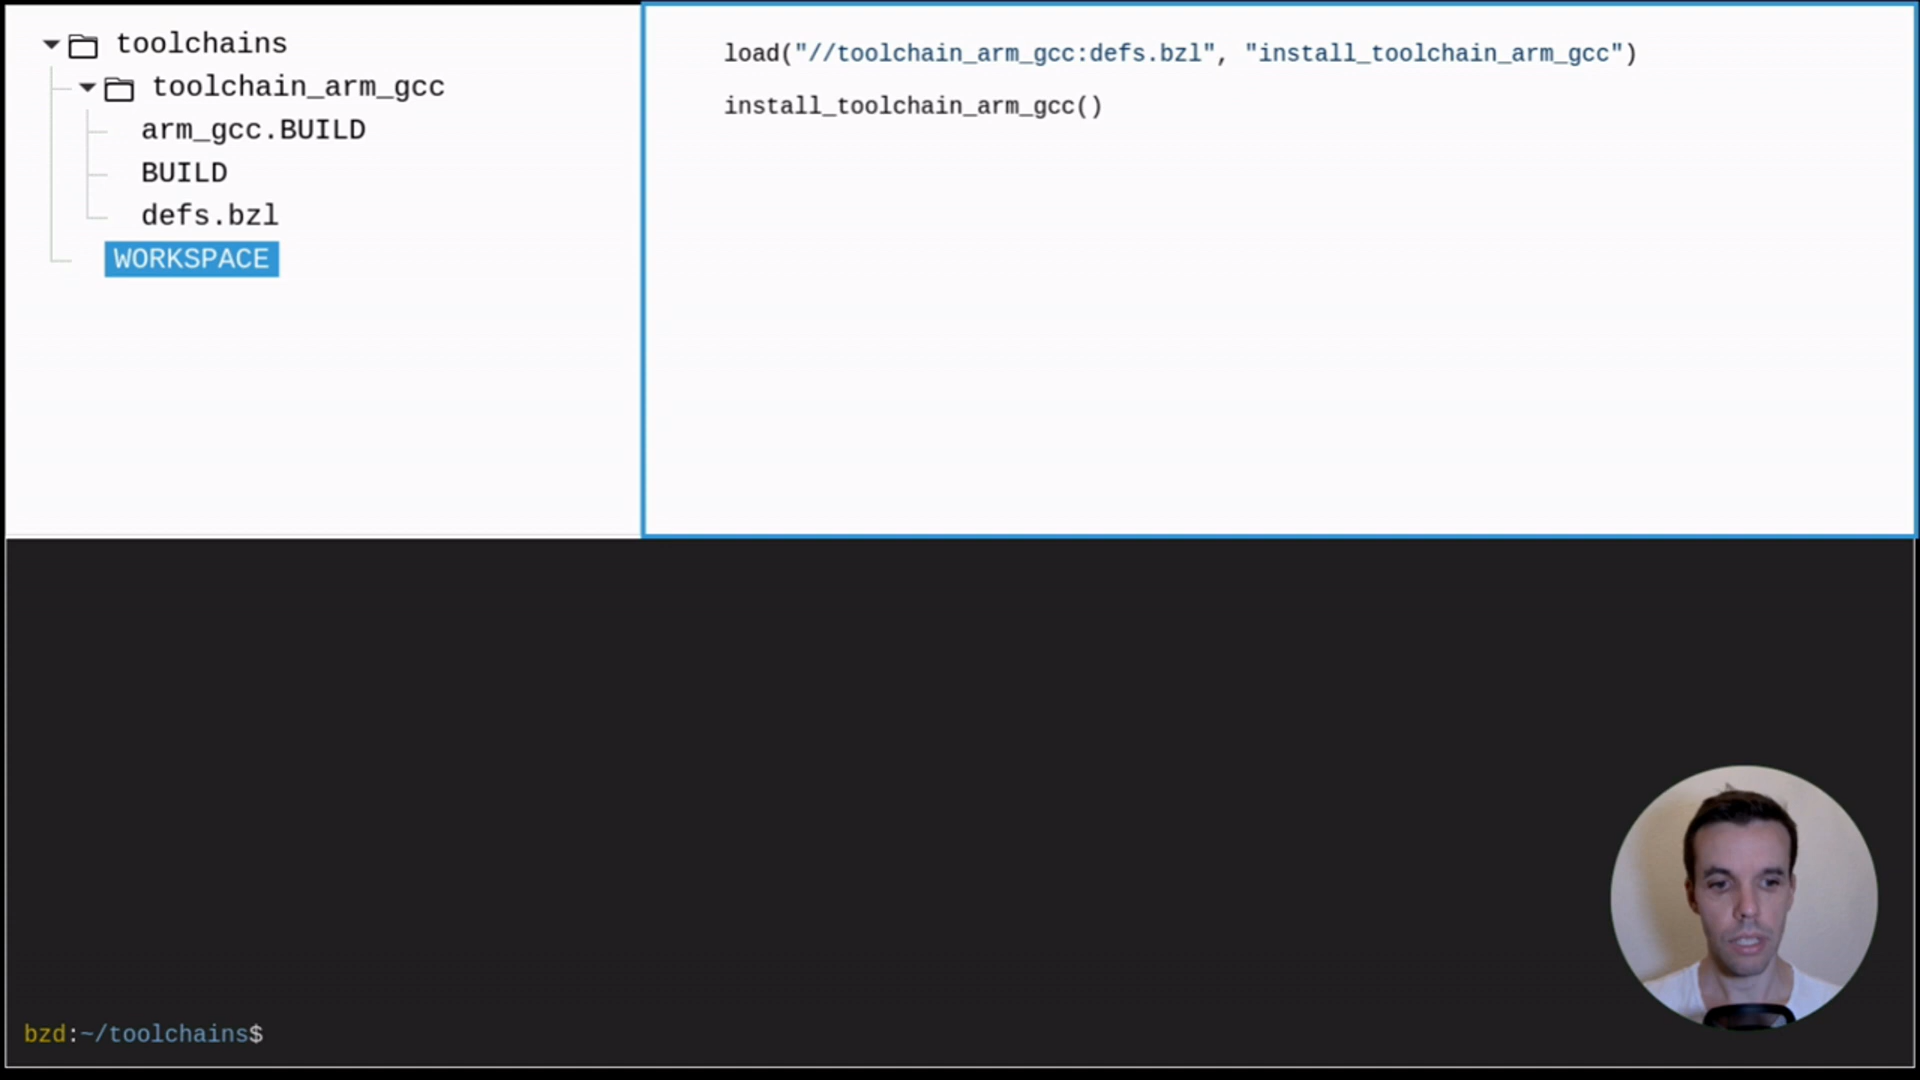 toolchains
toolchain_arm_gcc
arm_gcc.BUILD
BUILD
defs.bzl
WORKSPACE
load("//toolchain_arm_gcc:defs.bzl", "install_toolchain_arm_gcc")
install_toolchain_arm_gcc()
bzd:~/toolchains$